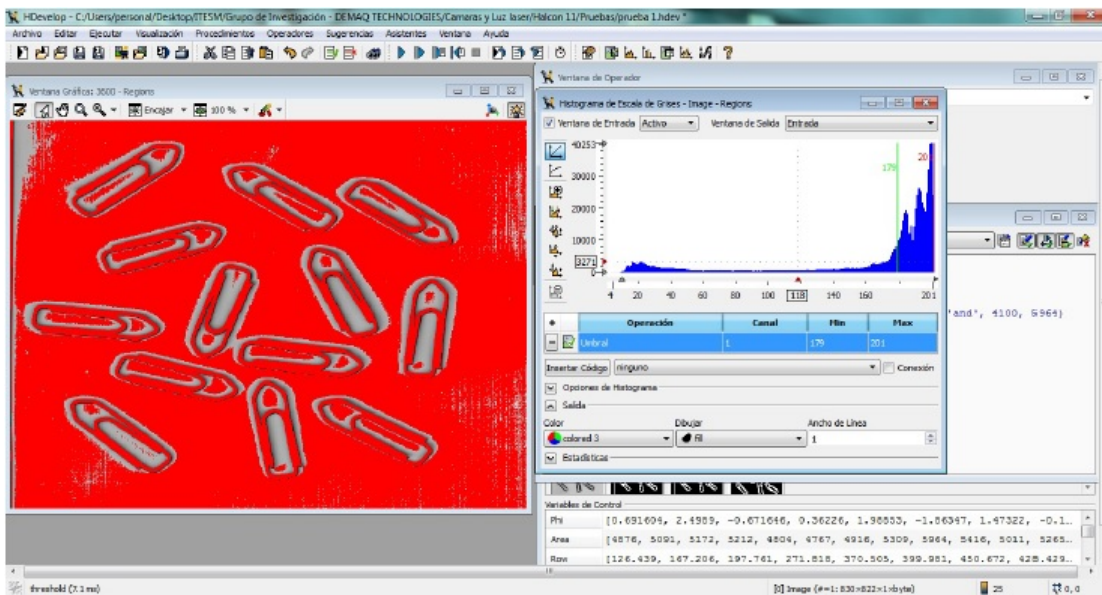 HDevelop - C:/Users/personal/Desktop/ITESM/Grupo de Investigación - DEMAQ TECHNOLOGIES/Camaras y Luz laser/Halcon 11/Pruebas/prueba 1.hdev *
Archivo Editar Ejecutar Visualización Procedimientos Operadores Sugerencias Asistentes Ventana Ayuda
Ventana Gráfica: 3600 - Regions
Encajar 100 %
Ventana de Operador
Histograma de Escala de Grises - Image - Regions
Ventana de Entrada Activo Ventana de Salida Entrada
40253
30000
20000
10000
3271
0
179
201
4 20 40 60 80 100 118 140 160 201
Operación Canal Min Max
Umbral 1 179 201
Insertar Código ninguno Conexión
Opciones de Histograma
Salida
Color Dibujar Ancho de Línea
colored 3 fill 1
Estadísticas
'and', 4100, 5964)
Variables de Control
Phi [0.691604, 2.4989, -0.671646, 0.36226, 1.98853, -1.86347, 1.47322, -0.1...
Area [4876, 5091, 5172, 5212, 4804, 4767, 4916, 5309, 5964, 5416, 5011, 5265...
Row [126.439, 167.206, 197.761, 271.818, 370.505, 399.981, 450.672, 428.429...
threshold (7.1 ms)
[0] Image (#=1: 830×822×1×byte) 25 0, 0